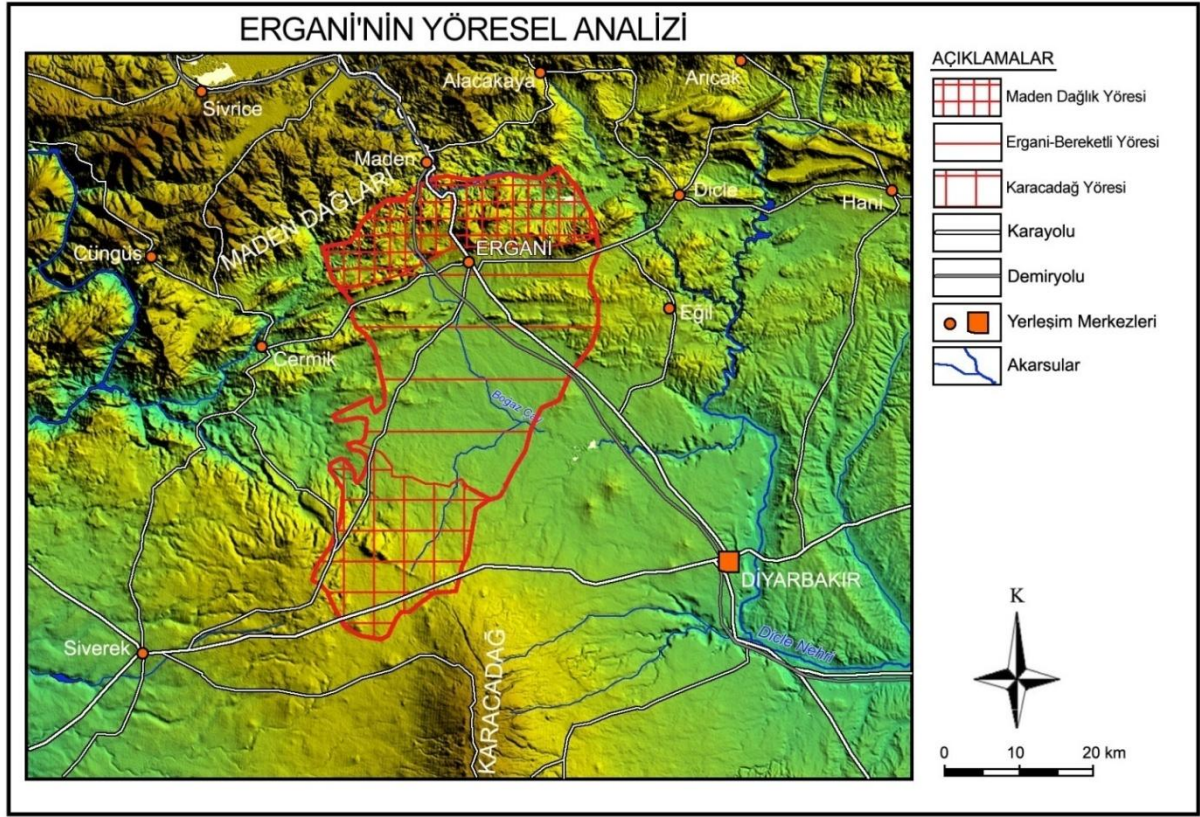 ERGANİ'NİN YÖRESEL ANALİZİ
AÇIKLAMALAR
Maden Dağlık Yöresi
Ergani-Bereketli Yöresi
Karacadağ Yöresi
Karayolu
Demiryolu
Yerleşim Merkezleri
Akarsular
Sivrice
Alacakaya
Arıcak
Maden
Dicle
Hani
MADEN DAĞLARI
Çüngüş
ERGANİ
Eğil
Çermik
Boğaz Çayı
DİYARBAKIR
Dicle Nehri
Siverek
KARACADAĞ
K
0 10 20 km